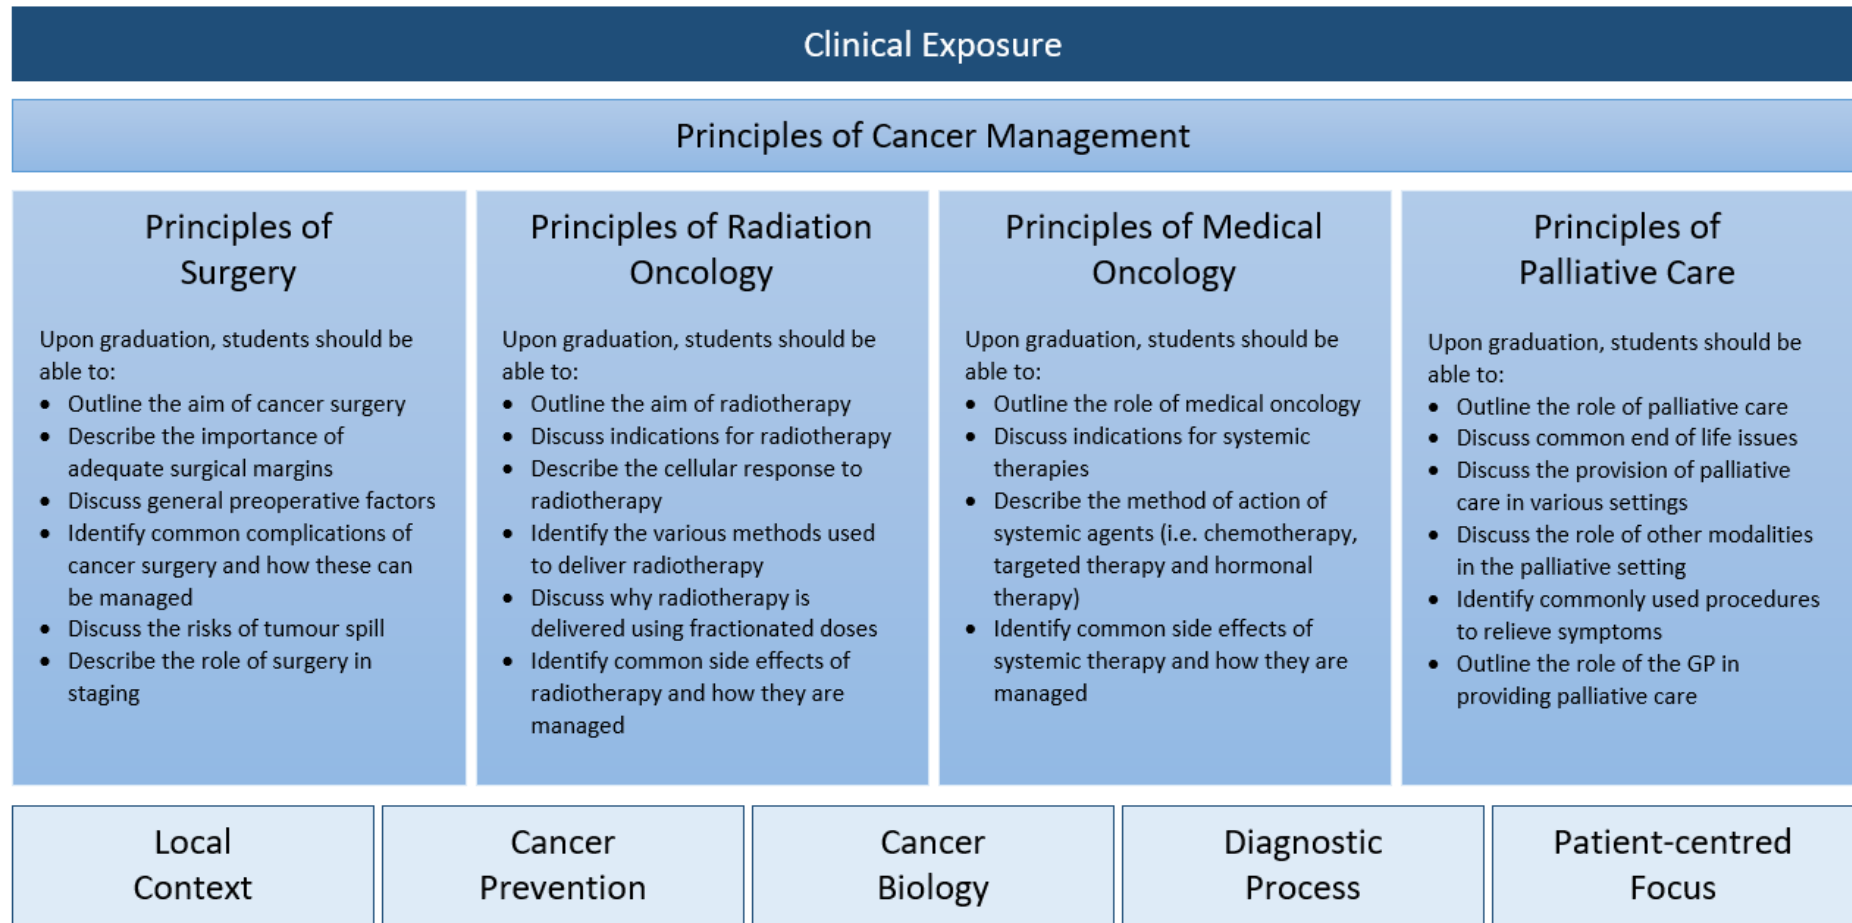 Clinical Exposure
Principles of Cancer Management
Principles of
Surgery
Upon graduation, students should be
able to:
• Outline the aim of cancer surgery
• Describe the importance of
adequate surgical margins
• Discuss general preoperative factors
• Identify common complications of
cancer surgery and how these can
be managed
• Discuss the risks of tumour spill
• Describe the role of surgery in
staging
Principles of Radiation
Oncology
Upon graduation, students should be
able to:
• Outline the aim of radiotherapy
• Discuss indications for radiotherapy
• Describe the cellular response to
radiotherapy
• Identify the various methods used
to deliver radiotherapy
• Discuss why radiotherapy is
delivered using fractionated doses
• Identify common side effects of
radiotherapy and how they are
managed
Principles of Medical
Oncology
Upon graduation, students should be
able to:
• Outline the role of medical oncology
• Discuss indications for systemic
therapies
• Describe the method of action of
systemic agents (i.e. chemotherapy,
targeted therapy and hormonal
therapy)
• Identify common side effects of
systemic therapy and how they are
managed
Principles of
Palliative Care
Upon graduation, students should be
able to:
• Outline the role of palliative care
• Discuss common end of life issues
• Discuss the provision of palliative
care in various settings
• Discuss the role of other modalities
in the palliative setting
• Identify commonly used procedures
to relieve symptoms
• Outline the role of the GP in
providing palliative care
Local
Context
Cancer
Prevention
Cancer
Biology
Diagnostic
Process
Patient-centred
Focus